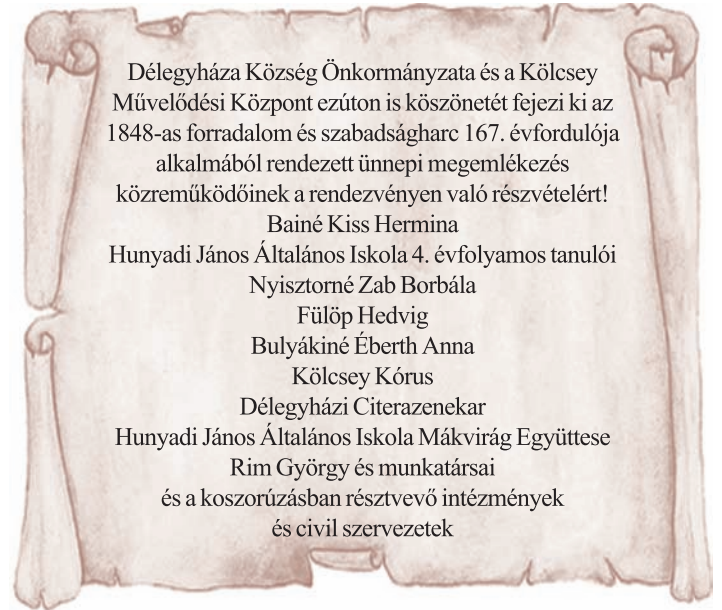 Délegyháza Község Önkormányzata és a Kölcsey
Művelődési Központ ezúton is köszönetét fejezi ki az
1848-as forradalom és szabadságharc 167. évfordulója
alkalmából rendezett ünnepi megemlékezés
közreműködőinek a rendezvényen való részvételért!
Bainé Kiss Hermina
Hunyadi János Általános Iskola 4. évfolyamos tanulói
Nyisztorné Zab Borbála
Fülöp Hedvig
Bulyákiné Éberth Anna
Kölcsey Kórus
Délegyházi Citerazenekar
Hunyadi János Általános Iskola Mákvirág Együttese
Rim György és munkatársai
és a koszorúzásban résztvevő intézmények
és civil szervezetek